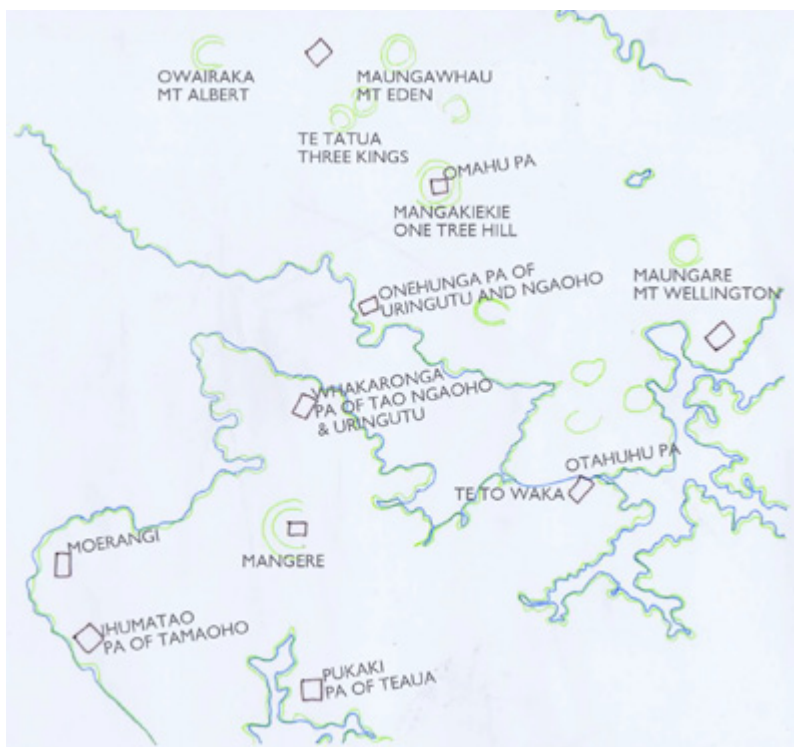 OWAIRAKA
MT ALBERT
MAUNGAWHAU
MT EDEN
TE TATUA
THREE KINGS
OMAHU PA
MANGAKIEKIE
ONE TREE HILL
MAUNGARE
MT WELLINGTON
ONEHUNGA PA OF
URINGUTU AND NGAOHO
WHAKARONGA
PA OF TAO NGAOHO
& URINGUTU
OTAHUHU PA
TE TO WAKA
MOERANGI
MANGERE
IHUMATAO
PA OF TAMAOHO
PUKAKI
PA OF TEAUA